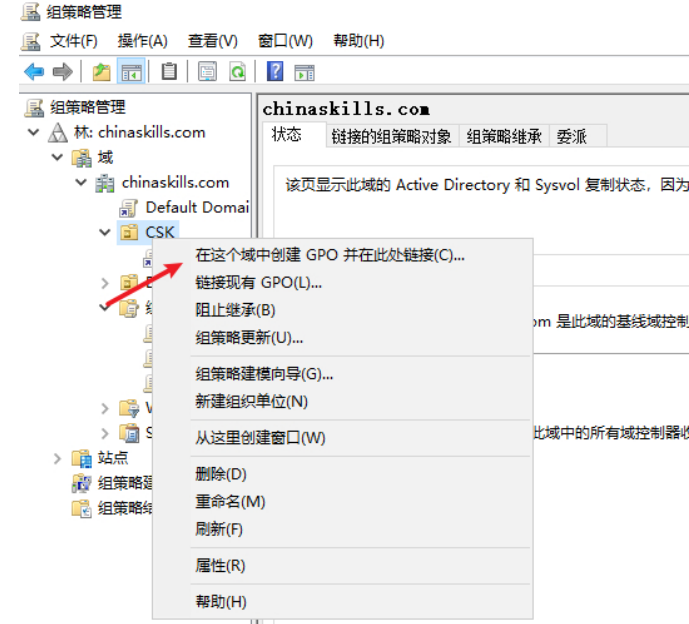 组策略管理
文件(F) 操作(A) 查看(V) 窗口(W) 帮助(H)
组策略管理
林: chinaskills.com
域
chinaskills.com
Default Domai
CSK
站点
组策略建
组策略结
chinaskills.com
状态 链接的组策略对象 组策略继承 委派
该页显示此域的 Active Directory 和 Sysvol 复制状态，因为
om 是此域的基线域控制
此域中的所有域控制器收
在这个域中创建 GPO 并在此处链接(C)...
链接现有 GPO(L)...
阻止继承(B)
组策略更新(U)...
组策略建模向导(G)...
新建组织单位(N)
从这里创建窗口(W)
删除(D)
重命名(M)
刷新(F)
属性(R)
帮助(H)